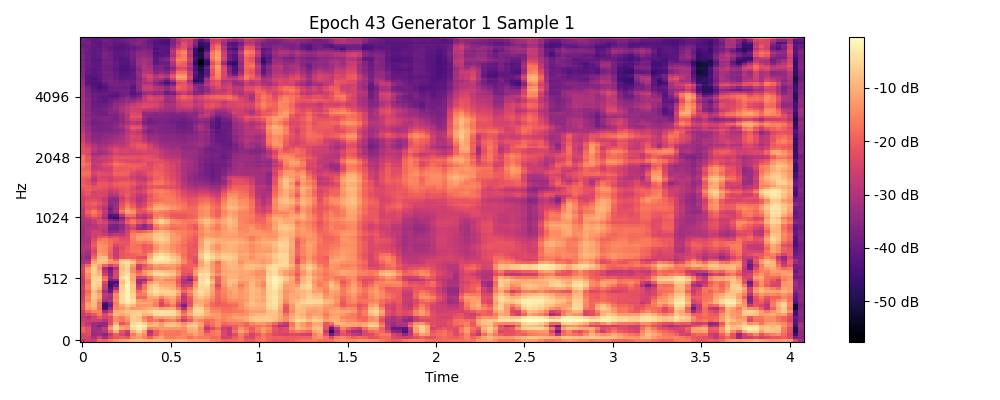 Epoch 43 Generator 1 Sample 1
Hz
4096
2048
1024
512
0
0 0.5 1 1.5 2 2.5 3 3.5 4
Time
-10 dB
-20 dB
-30 dB
-40 dB
-50 dB